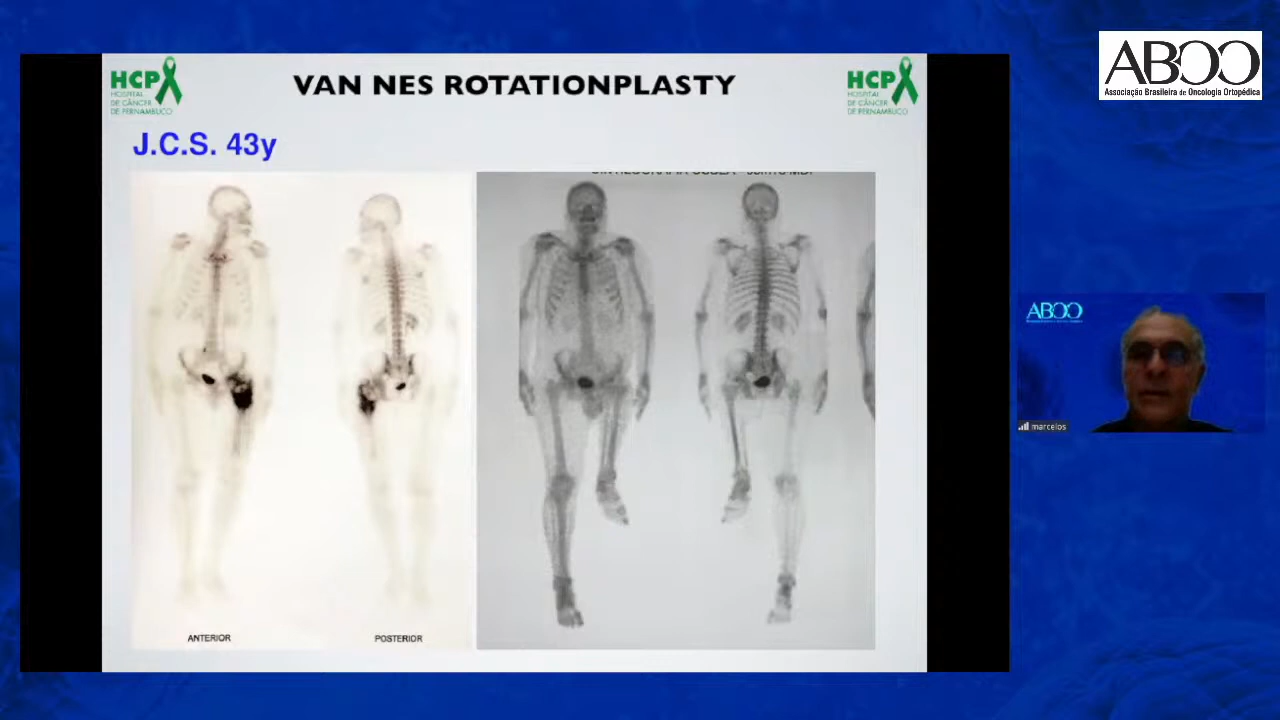 VAN NES ROTATIONPLASTY
HCP
HOSPITAL
DE CÂNCER
DE PERNAMBUCO
HCP
HOSPITAL
DE CÂNCER
DE PERNAMBUCO
ABOO
Associação Brasileira de Oncologia Ortopédica
J.C.S. 43y
ANTERIOR
POSTERIOR
ABOO
marcelos